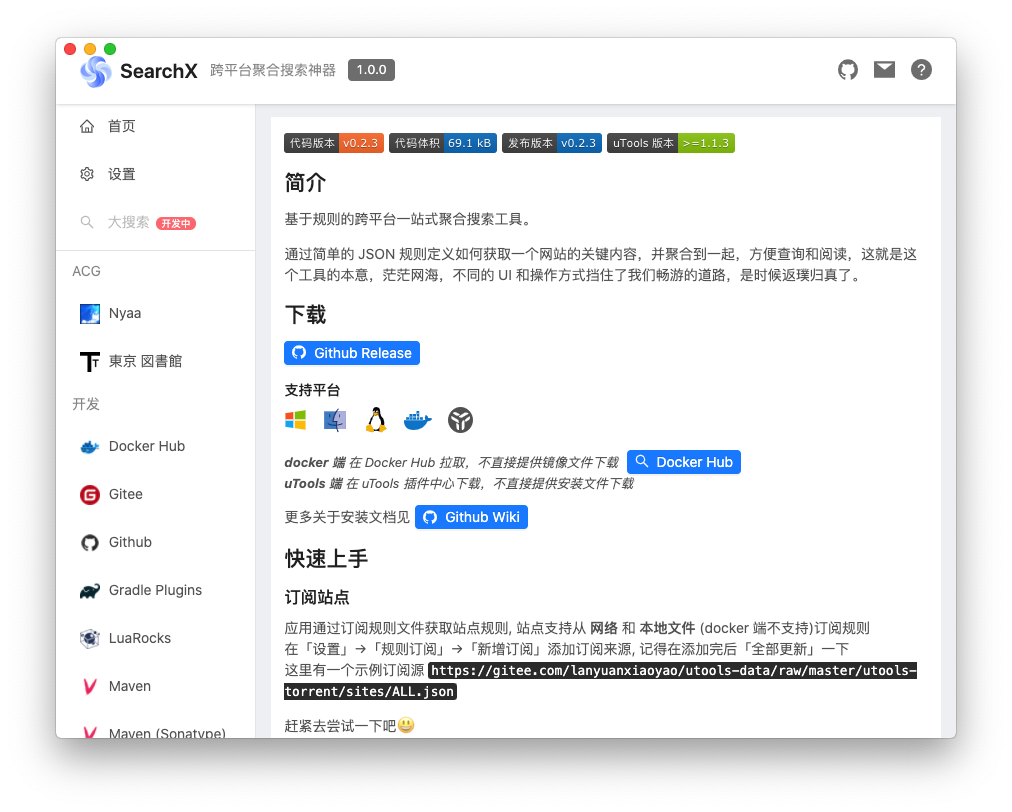 SearchX 跨平台聚合搜索神器 1.0.0
首页
设置
大搜索 开发中
ACG
Nyaa
東京 図書館
开发
Docker Hub
Gitee
Github
Gradle Plugins
LuaRocks
Maven
Maven (Sonatype)
代码版本 v0.2.3 代码体积 69.1 kB 发布版本 v0.2.3 uTools 版本 >=1.1.3
简介
基于规则的跨平台一站式聚合搜索工具。
通过简单的 JSON 规则定义如何获取一个网站的关键内容，并聚合到一起，方便查询和阅读，这就是这
个工具的本意，茫茫网海，不同的 UI 和操作方式挡住了我们畅游的道路，是时候返璞归真了。
下载
Github Release
支持平台
docker 端 在 Docker Hub 拉取，不直接提供镜像文件下载 Docker Hub
uTools 端 在 uTools 插件中心下载，不直接提供安装文件下载
更多关于安装文档见 Github Wiki
快速上手
订阅站点
应用通过订阅规则文件获取站点规则, 站点支持从 网络 和 本地文件 (docker 端不支持)订阅规则
在「设置」→「规则订阅」→「新增订阅」添加订阅来源, 记得在添加完后「全部更新」一下
这里有一个示例订阅源 https://gitee.com/lanyuanxiaoyao/utools-data/raw/master/utools-
torrent/sites/ALL.json
赶紧去尝试一下吧😃